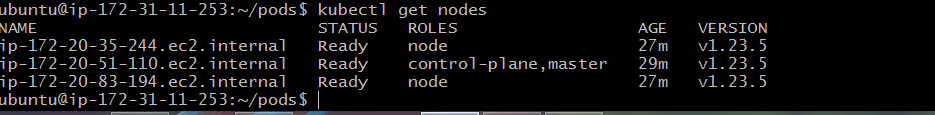 ubuntu@ip-172-31-11-253:~/pods$ kubectl get nodes
NAME STATUS ROLES AGE VERSION
ip-172-20-35-244.ec2.internal Ready node 27m v1.23.5
ip-172-20-51-110.ec2.internal Ready control-plane,master 29m v1.23.5
ip-172-20-83-194.ec2.internal Ready node 27m v1.23.5
ubuntu@ip-172-31-11-253:~/pods$